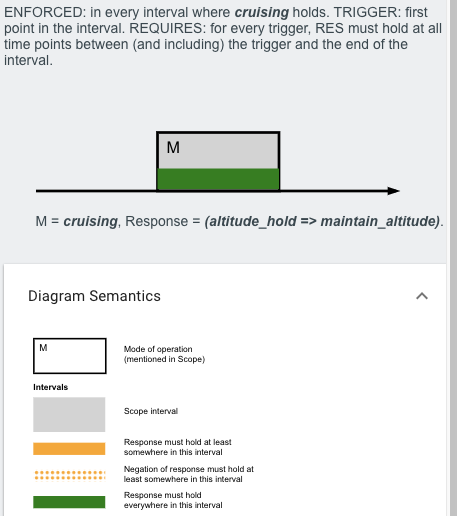 ENFORCED: in every interval where cruising holds. TRIGGER: first
point in the interval. REQUIRES: for every trigger, RES must hold at all
time points between (and including) the trigger and the end of the
interval.
M
M = cruising, Response = (altitude_hold => maintain_altitude).
Diagram Semantics
M
Mode of operation
(mentioned in Scope)
Intervals
Scope interval
Response must hold at least
somewhere in this interval
Negation of response must hold at
least somewhere in this interval
Response must hold
everywhere in this interval